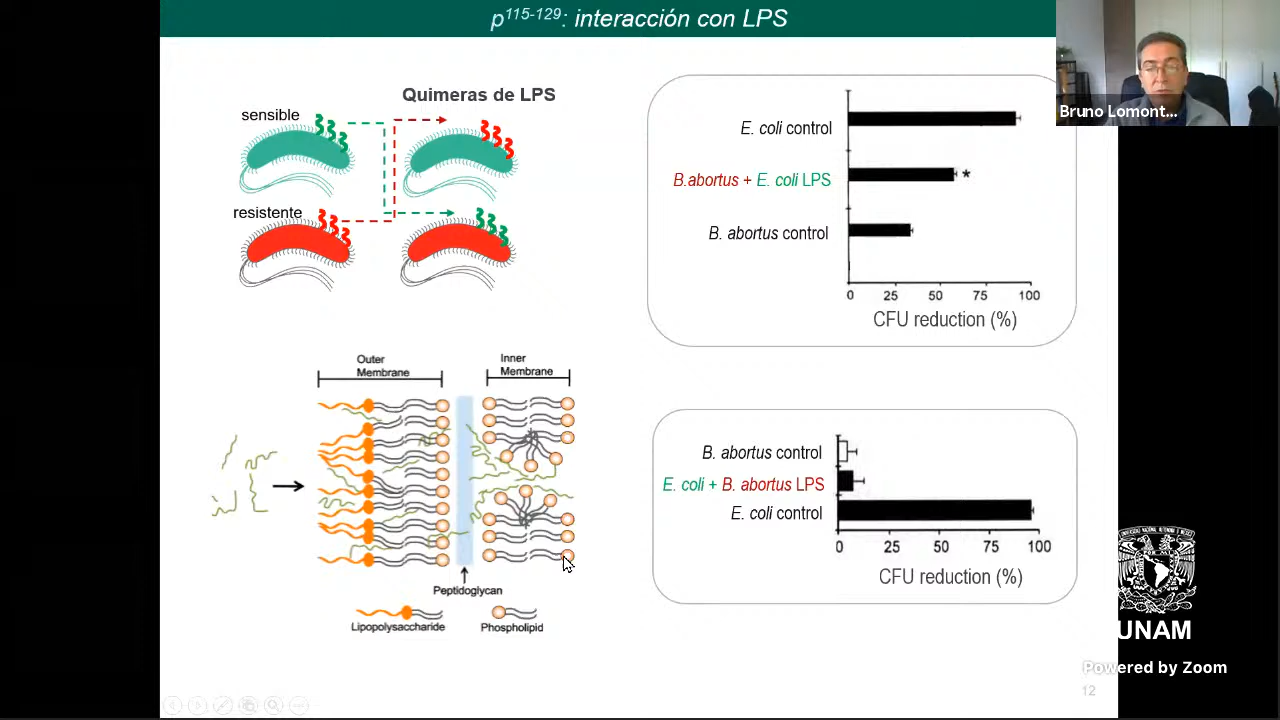 p115-129: interacción con LPS
Bruno Lomont...
Quimeras de LPS
sensible
resistente
E. coli control
B.abortus + E. coli LPS
*
B. abortus control
0 25 50 75 100
CFU reduction (%)
Outer
Membrane
Inner
Membrane
Peptidoglycan
Lipopolysaccharide
Phospholipid
B. abortus control
E. coli + B. abortus LPS
E. coli control
0 25 50 75 100
CFU reduction (%)
UNAM
Powered by Zoom
12